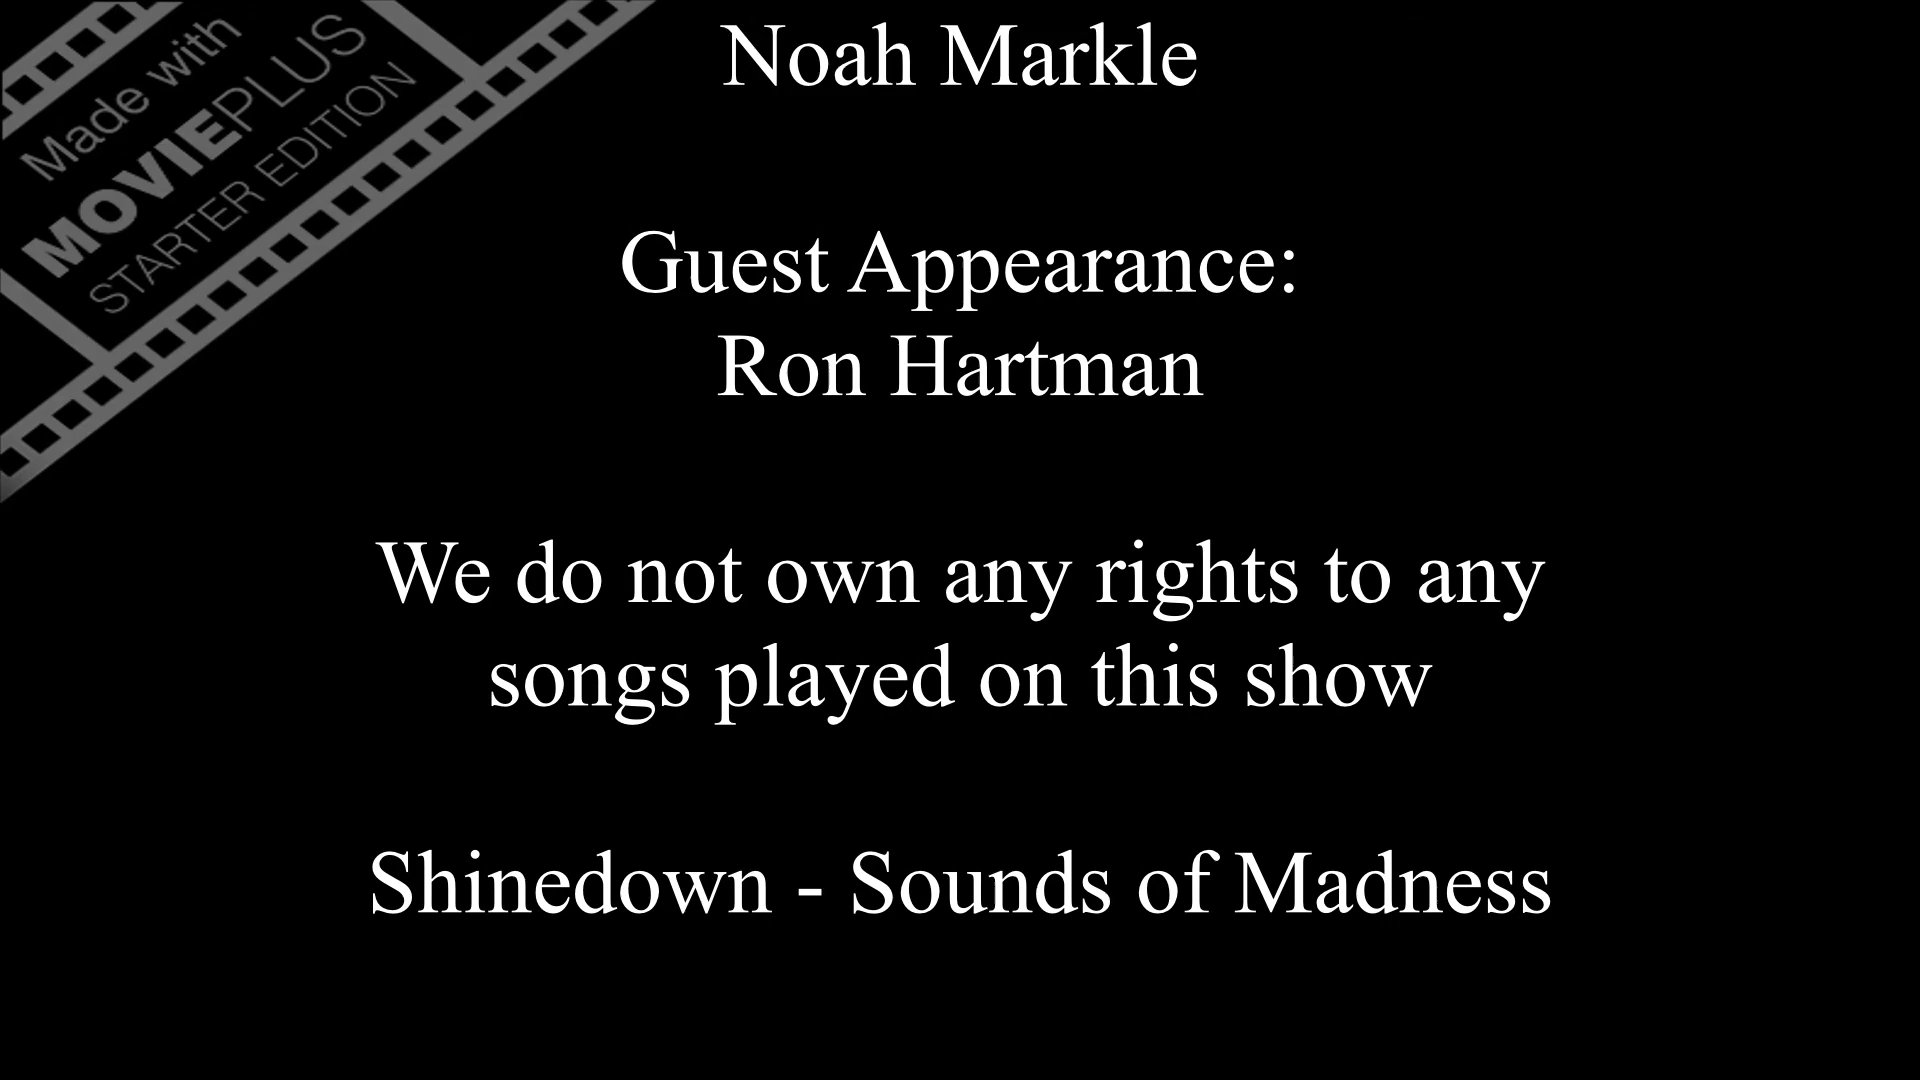 Made with
MOVIEPLUS
STARTER EDITION
Noah Markle
Guest Appearance:
Ron Hartman
We do not own any rights to any
songs played on this show
Shinedown - Sounds of Madness